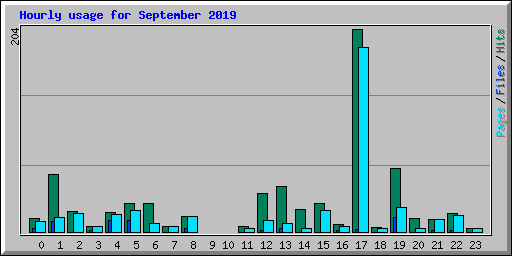 Hourly usage for September 2019
204
Pages/Files/Hits
0 1 2 3 4 5 6 7 8 9 10 11 12 13 14 15 16 17 18 19 20 21 22 23